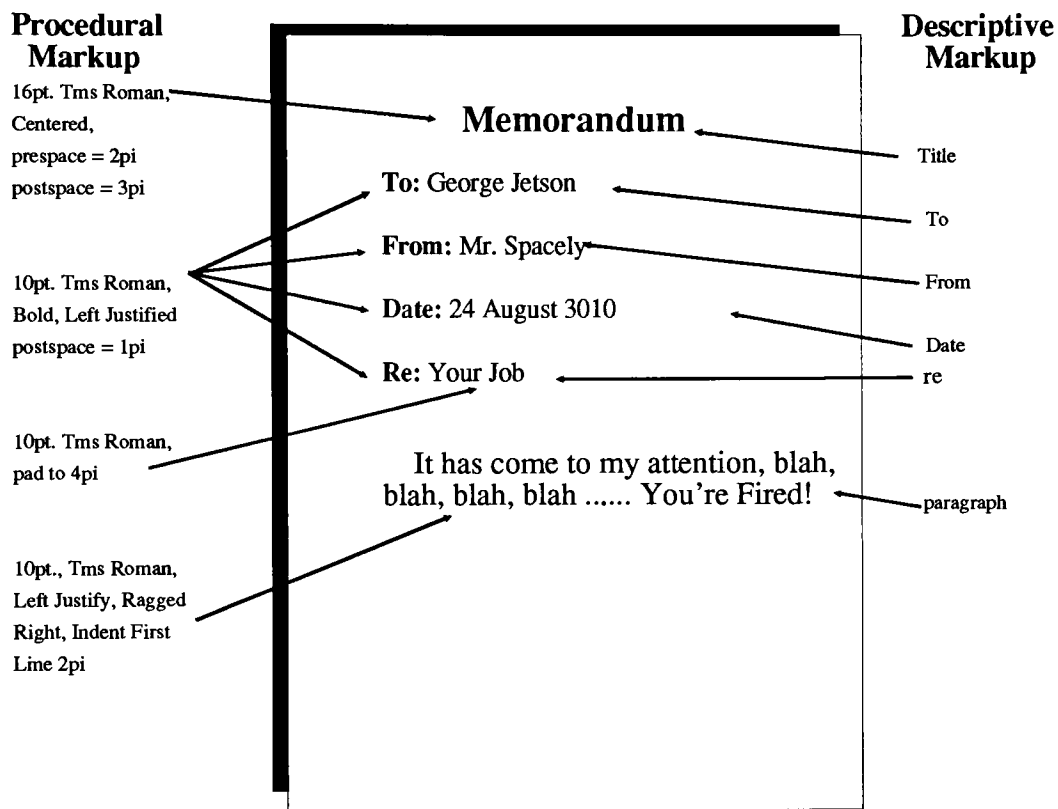 Procedural
Markup
16pt. Tms Roman,
Centered,
prespace = 2pi
postspace = 3pi
10pt. Tms Roman,
Bold, Left Justified
postspace = 1pi
10pt. Tms Roman,
pad to 4pi
10pt., Tms Roman,
Left Justify, Ragged
Right, Indent First
Line 2pi
Memorandum
To: George Jetson
From: Mr. Spacely
Date: 24 August 3010
Re: Your Job
It has come to my attention, blah,
blah, blah, blah ...... You're Fired!
Descriptive
Markup
Title
To
From
Date
re
paragraph